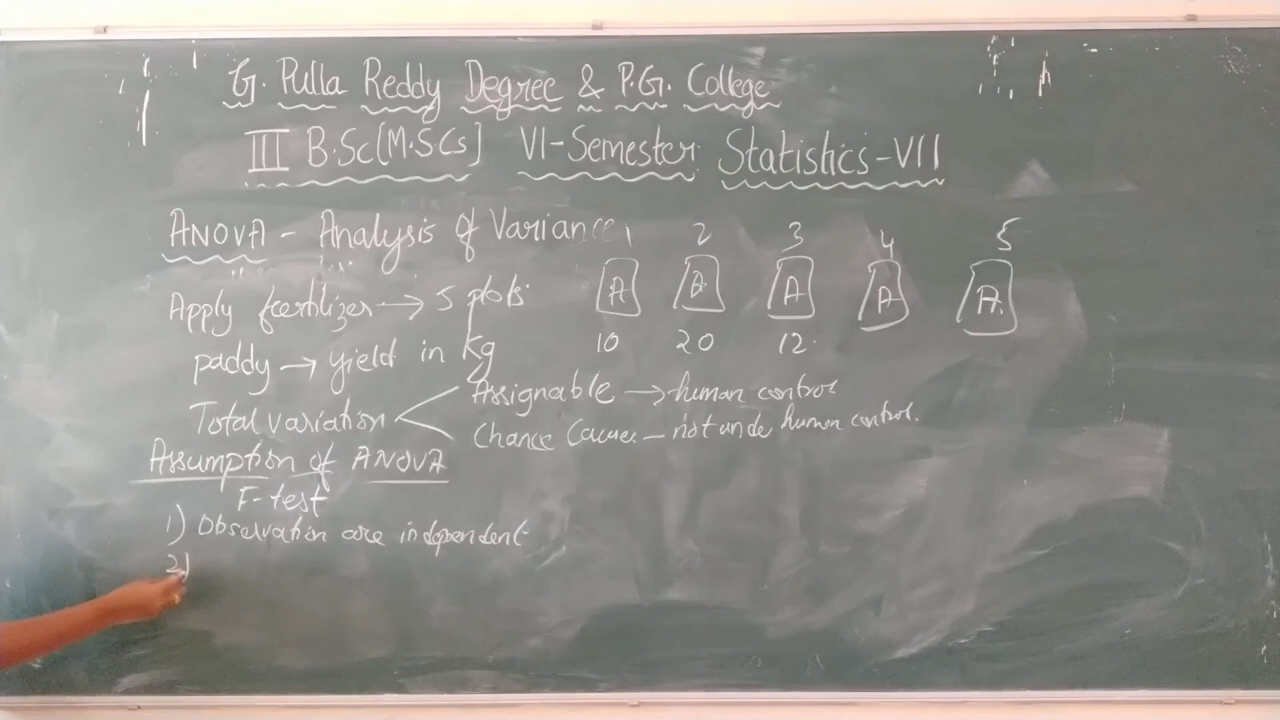 G. Pulla Reddy Degree & P.G. College
III B.Sc(M.SCs) VI-Semester Statistics-VII
ANOVA - Analysis of Variance
1 2 3 4 5
Apply fertilizer → 5 plots
A A A A A
paddy → yield in kg
10 20 12
Total variation
Assignable → human control
Chance Causes - not unde human control.
Assumption of ANOVA
F-test
1) Observation are independent
2)